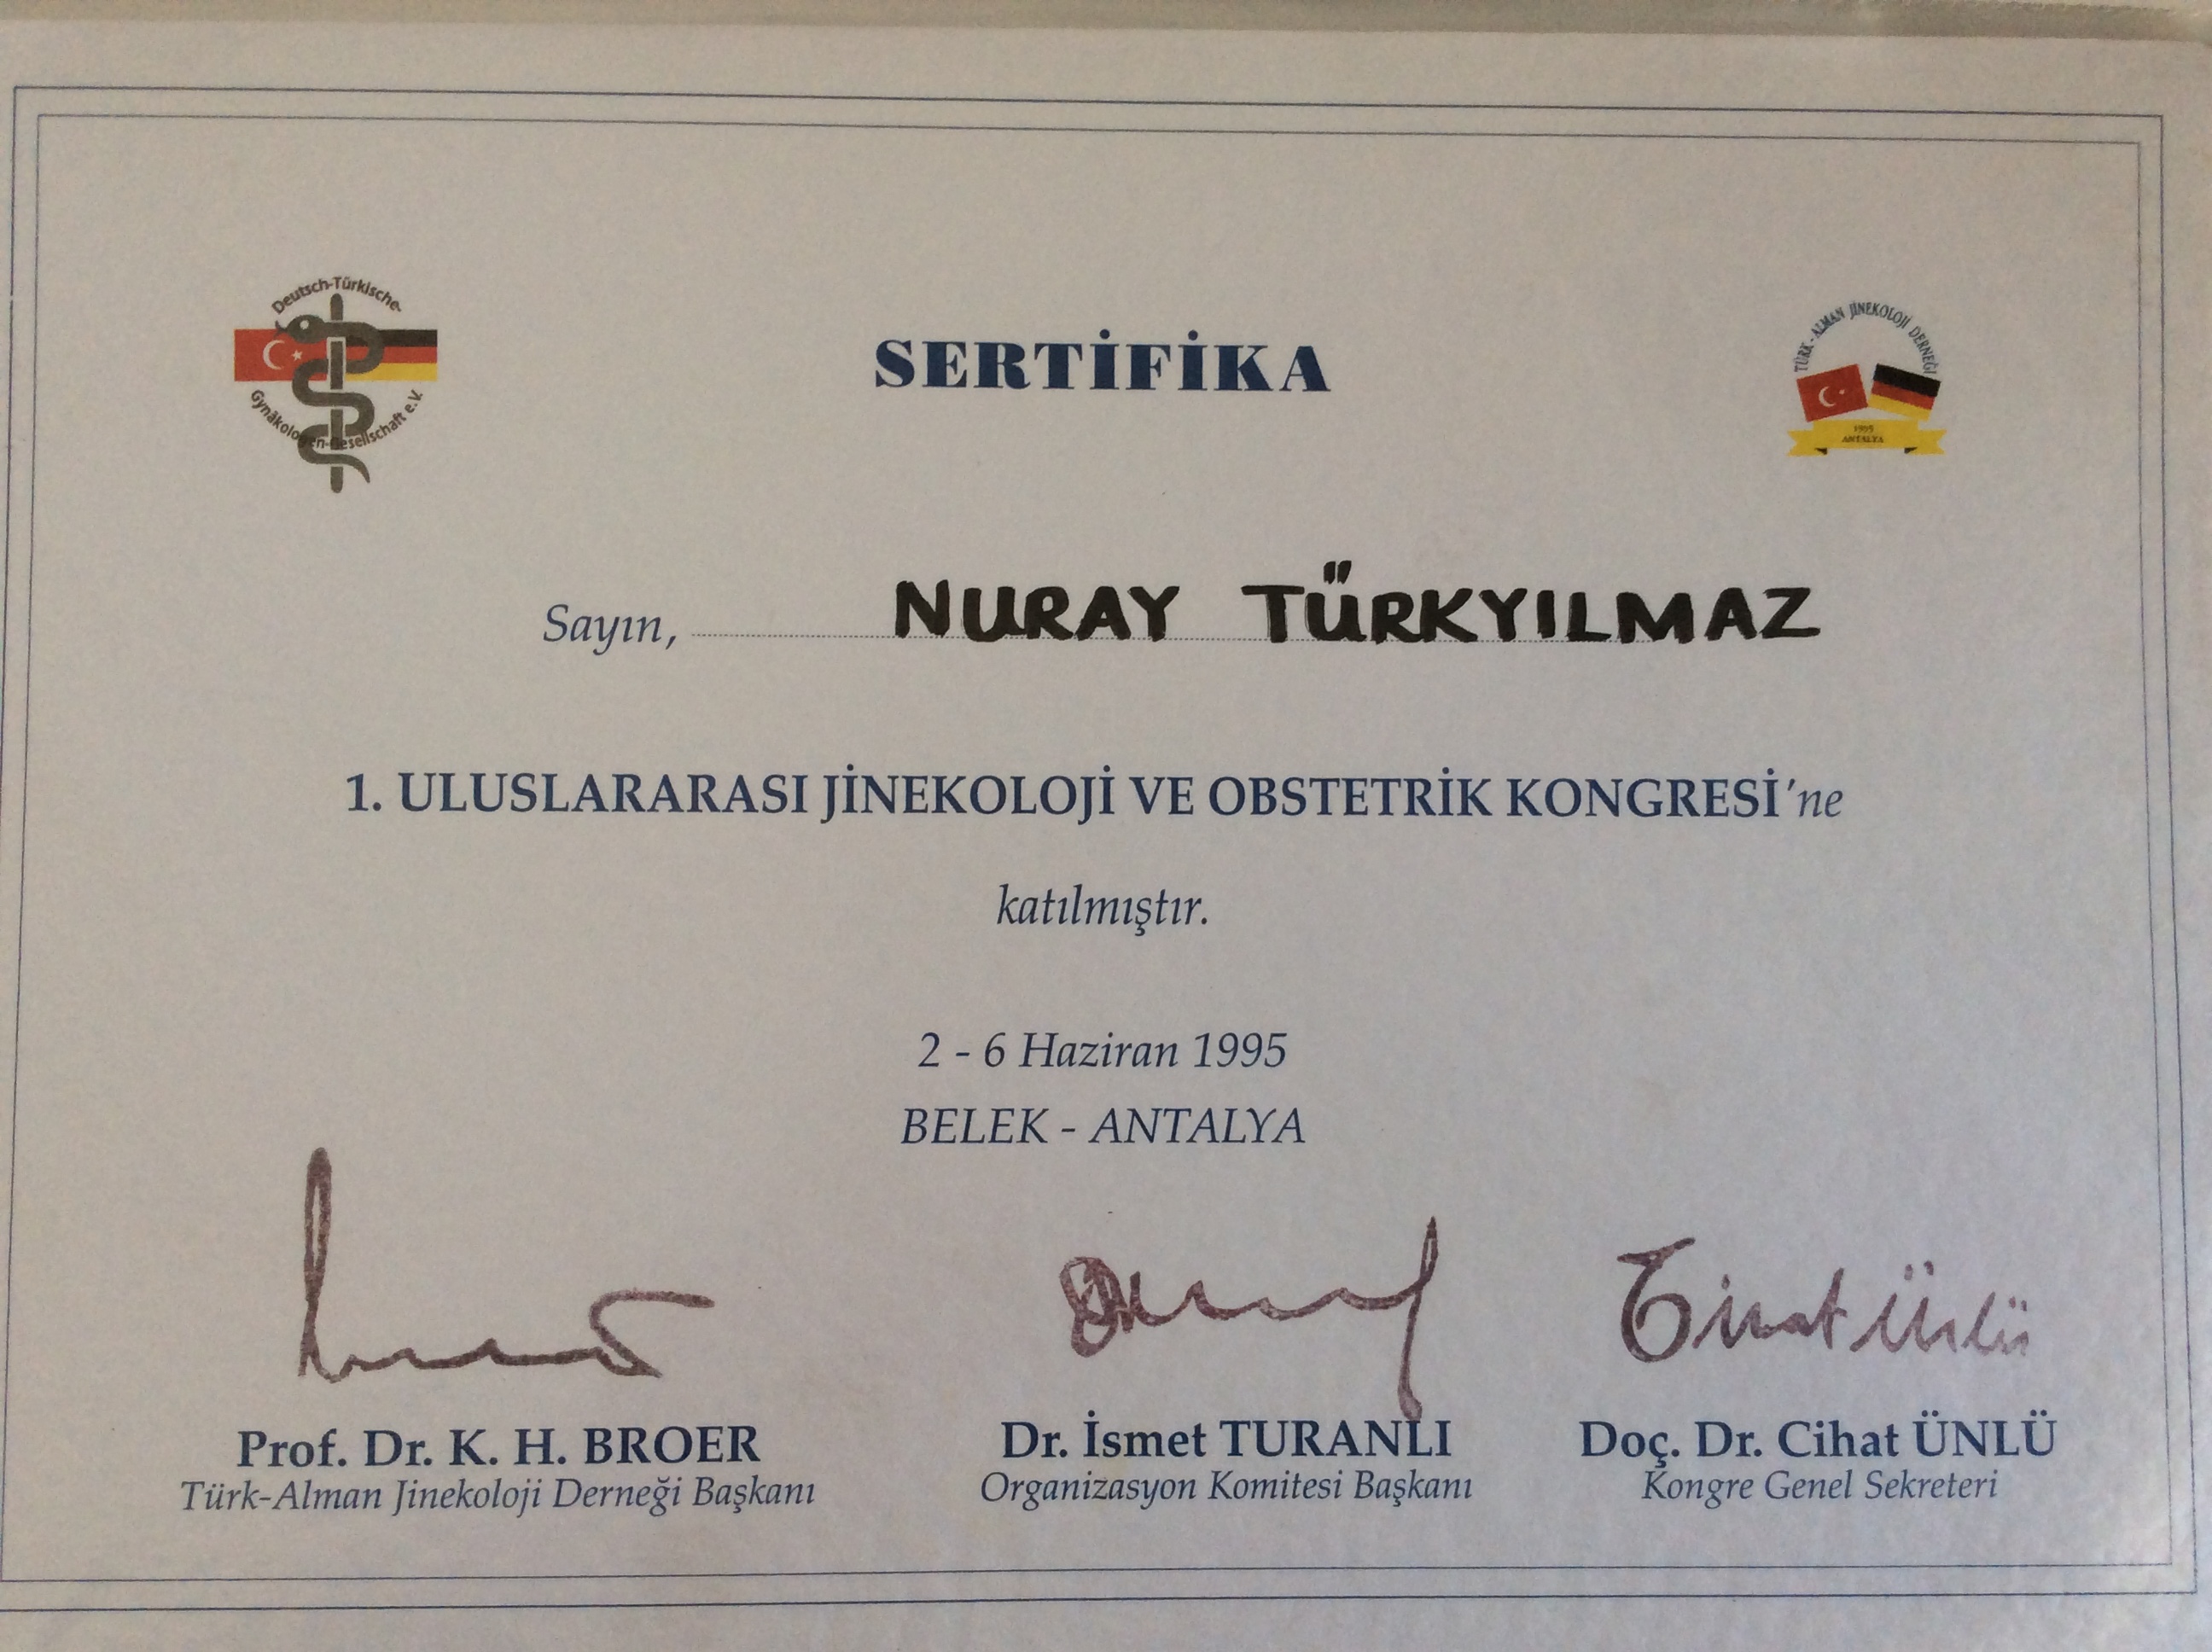 Deutsch-Türkische-
Gynäkologen-Gesellschaft e.V.
SERTİFİKA
TÜRK - ALMAN JİNEKOLOJİ DERNEĞİ
1995
ANTALYA
Sayın, NURAY TÜRKYILMAZ
1. ULUSLARARASI JİNEKOLOJİ VE OBSTETRİK KONGRESİ'ne
katılmıştır.
2 - 6 Haziran 1995
BELEK - ANTALYA
Cihat Ünlü
Prof. Dr. K. H. BROER
Türk-Alman Jinekoloji Derneği Başkanı
Dr. İsmet TURANLI
Organizasyon Komitesi Başkanı
Doç. Dr. Cihat ÜNLÜ
Kongre Genel Sekreteri